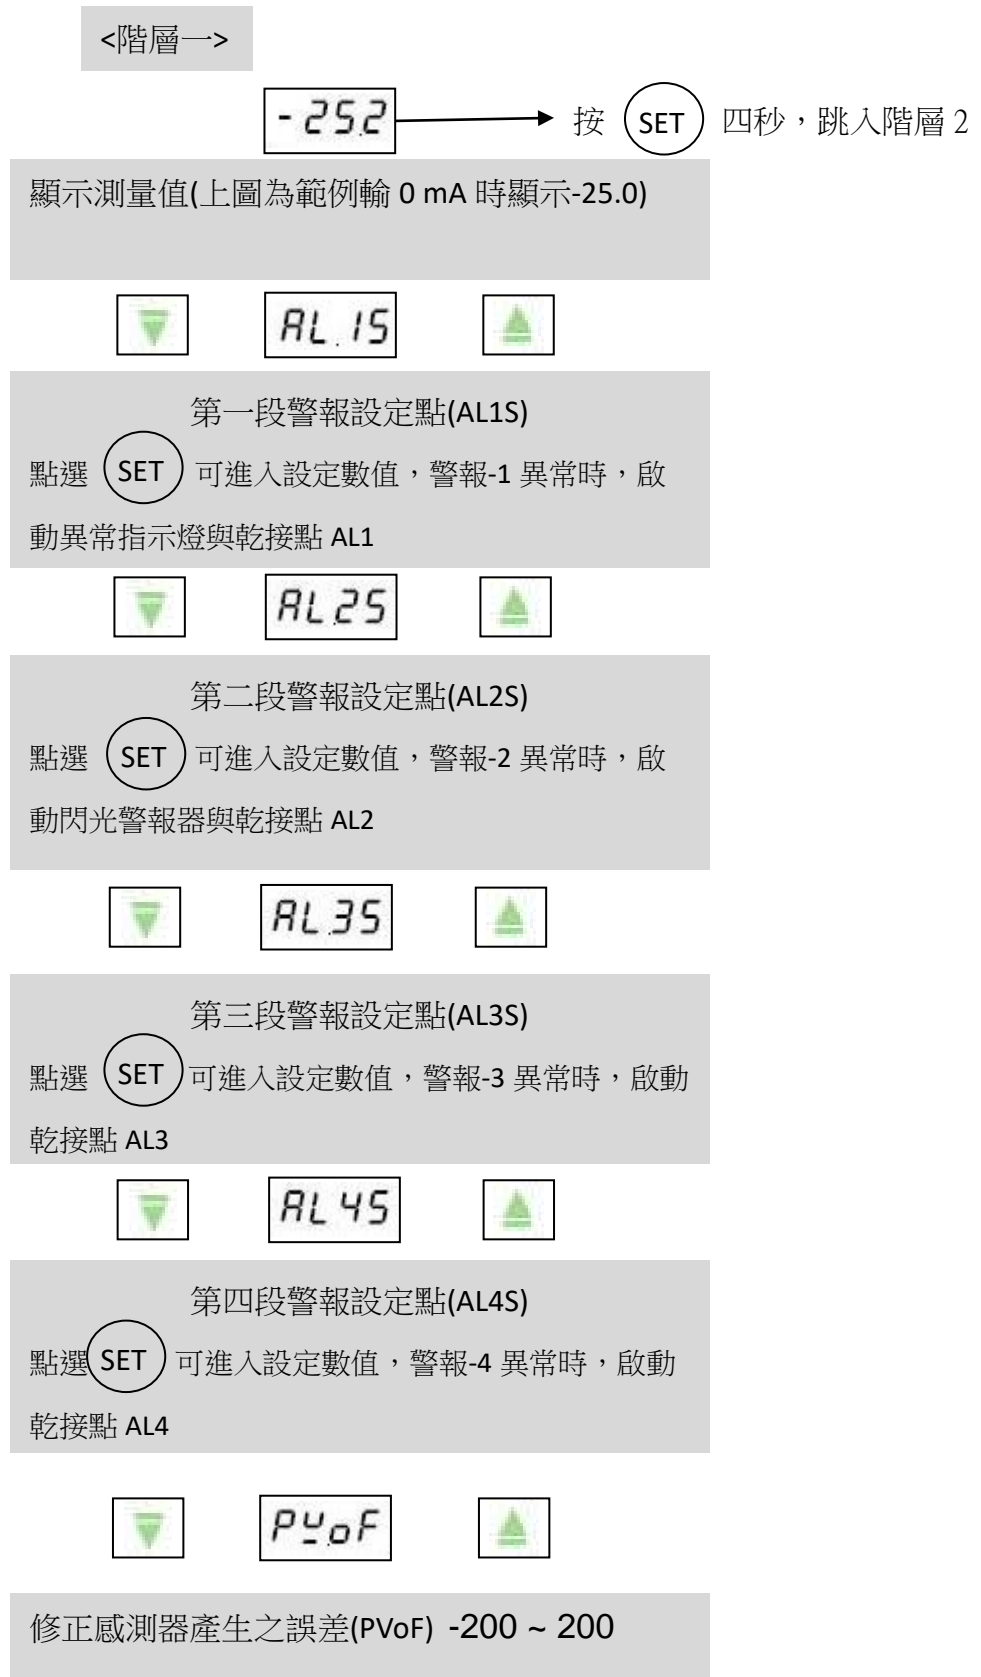 <階層一>
-25.2 按 SET 四秒，跳入階層 2
顯示測量值(上圖為範例輸 0 mA 時顯示-25.0)
AL.1S
第一段警報設定點(AL1S)
點選 SET 可進入設定數值，警報-1 異常時，啟
動異常指示燈與乾接點 AL1
AL.2S
第二段警報設定點(AL2S)
點選 SET 可進入設定數值，警報-2 異常時，啟
動閃光警報器與乾接點 AL2
AL.3S
第三段警報設定點(AL3S)
點選 SET 可進入設定數值，警報-3 異常時，啟動
乾接點 AL3
AL4S
第四段警報設定點(AL4S)
點選 SET 可進入設定數值，警報-4 異常時，啟動
乾接點 AL4
PV.oF
修正感測器產生之誤差(PVoF) -200 ~ 200